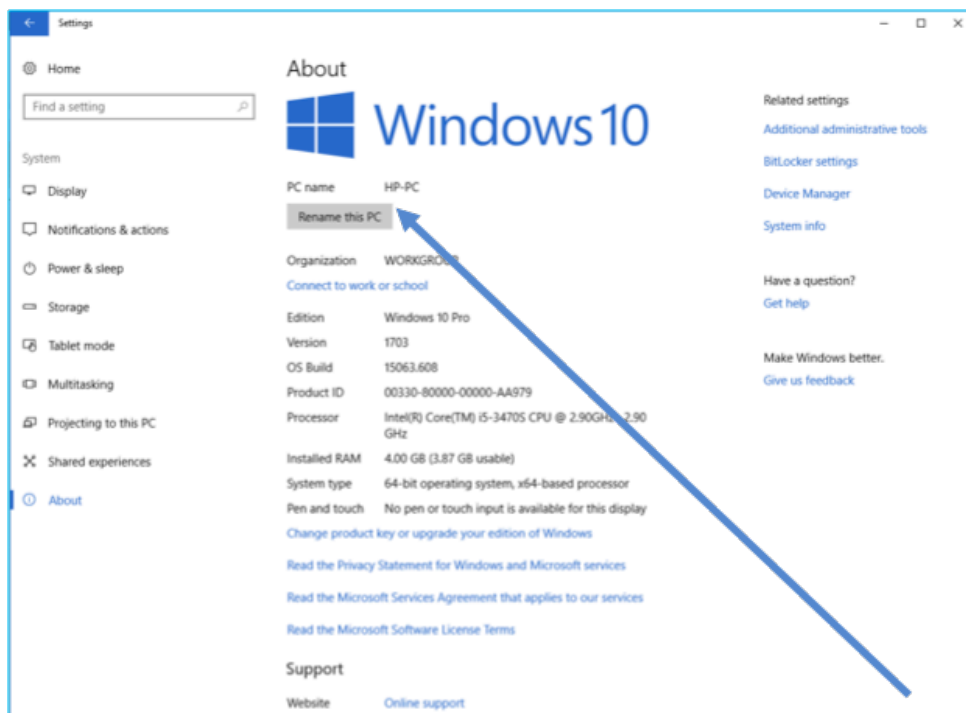 Settings
Home
Find a setting
System
Display
Notifications & actions
Power & sleep
Storage
Tablet mode
Multitasking
Projecting to this PC
Shared experiences
About
About
Windows 10
PC name HP-PC
Rename this PC
Organization WORKGROUP
Connect to work or school
Edition Windows 10 Pro
Version 1703
OS Build 15063.608
Product ID 00330-80000-00000-AA979
Processor Intel(R) Core(TM) i5-3470S CPU @ 2.90GHz 2.90
GHz
Installed RAM 4.00 GB (3.87 GB usable)
System type 64-bit operating system, x64-based processor
Pen and touch No pen or touch input is available for this display
Change product key or upgrade your edition of Windows
Read the Privacy Statement for Windows and Microsoft services
Read the Microsoft Services Agreement that applies to our services
Read the Microsoft Software License Terms
Support
Website Online support
Related settings
Additional administrative tools
BitLocker settings
Device Manager
System info
Have a question?
Get help
Make Windows better.
Give us feedback